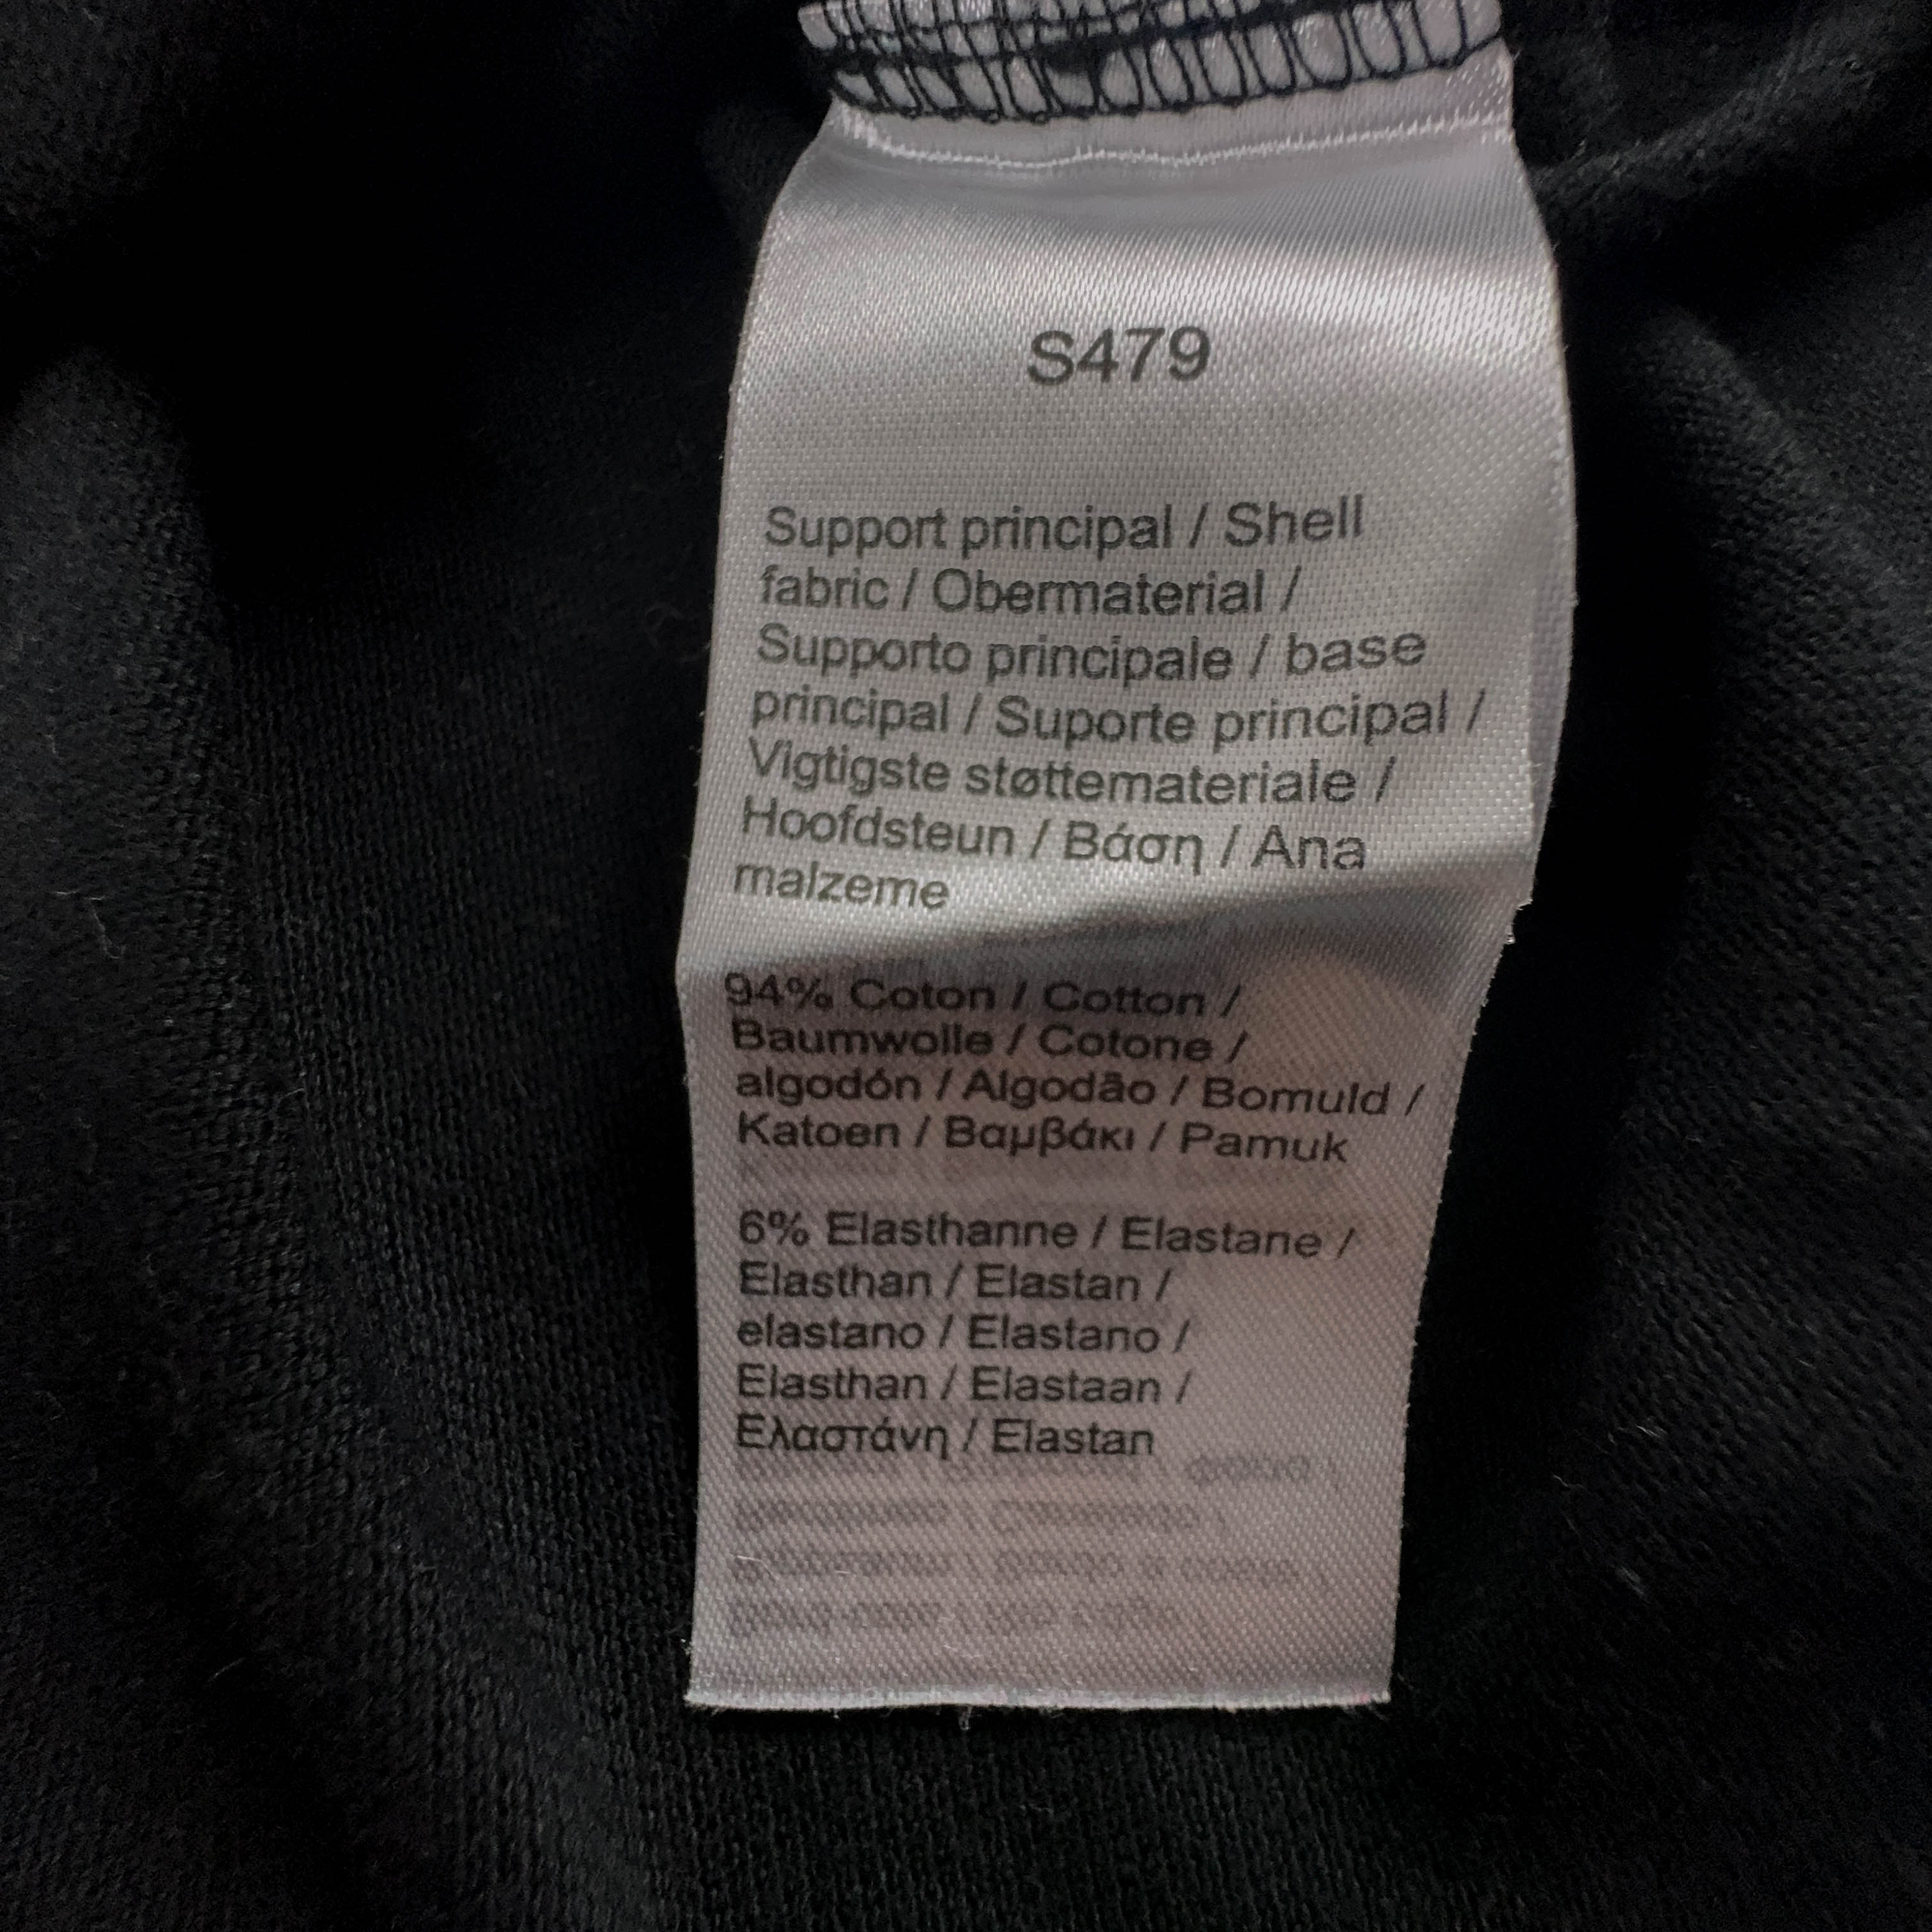 S479
Support principal / Shell
fabric / Obermaterial /
Supporto principale / base
principal / Suporte principal /
Vigtigste støttemateriale /
Hoofdsteun / Βάση / Ana
malzeme
94% Coton / Cotton /
Baumwolle / Cotone /
algodón / Algodão / Bomuld /
Katoen / Βαμβάκι / Pamuk
6% Elasthanne / Elastane /
Elasthan / Elastan /
elastano / Elastano /
Elasthan / Elastaan /
Ελαστάνη / Elastan